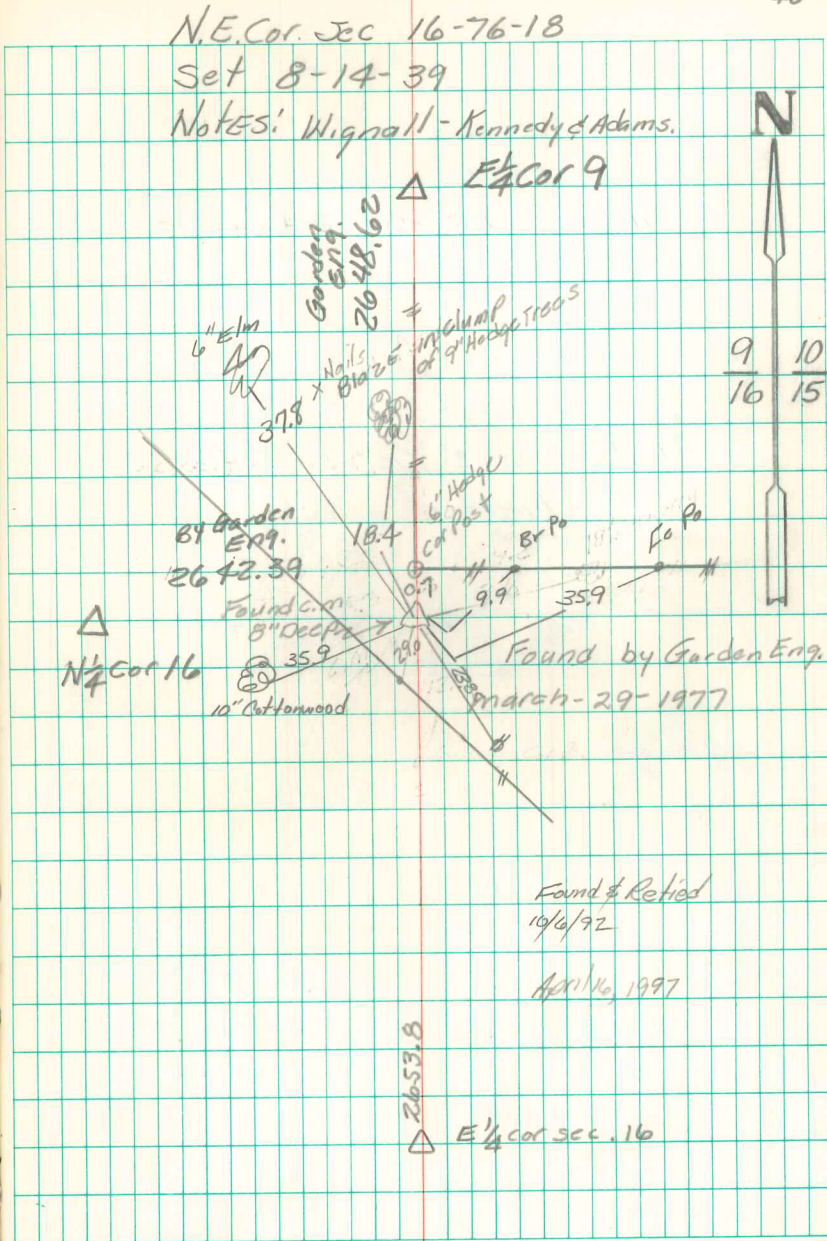 N.E. Cor. Sec 16-76-18
Set 8-14-39
Notes: Wignall - Kennedy & Adams.
N
E 1/4 Cor 9
Garden
Eng.
2648.62
6" Elm
Nails
Blaze in clump
of 9" Hedge Trees
9 10
16 15
37.8
18.4
6" Hedge
Cor Post
By Garden
Eng.
2642.39
Br Po
Po
0.7
9.9
35.9
Found c.m.
8" Deep
N 1/4 Cor 16
35.9
29.0
10" Cottonwood
Found by Garden Eng.
march-29-1977
Found & Retied
10/6/92
April 16, 1997
2653.8
E 1/4 cor sec. 16